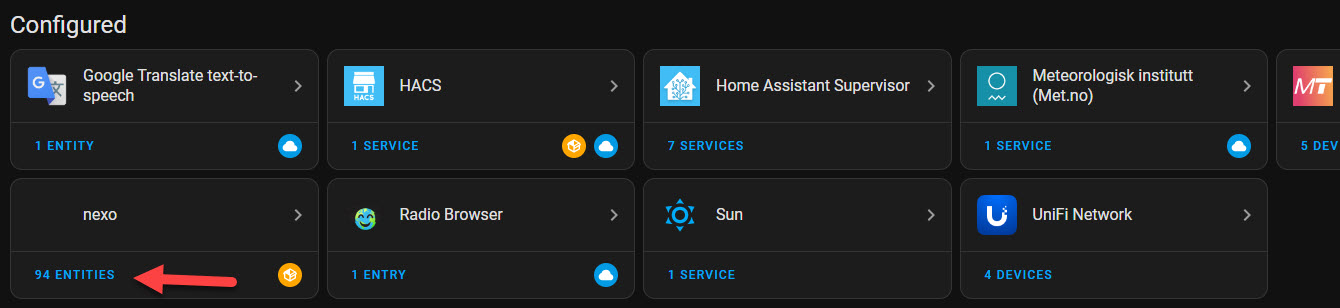 Configured
Google Translate text-to-
speech
HACS
HACS
Home Assistant Supervisor
Meteorologisk institutt
(Met.no)
MT
1 ENTITY
1 SERVICE
7 SERVICES
1 SERVICE
5 DEV
nexo
Radio Browser
Sun
UniFi Network
94 ENTITIES
1 ENTRY
1 SERVICE
4 DEVICES